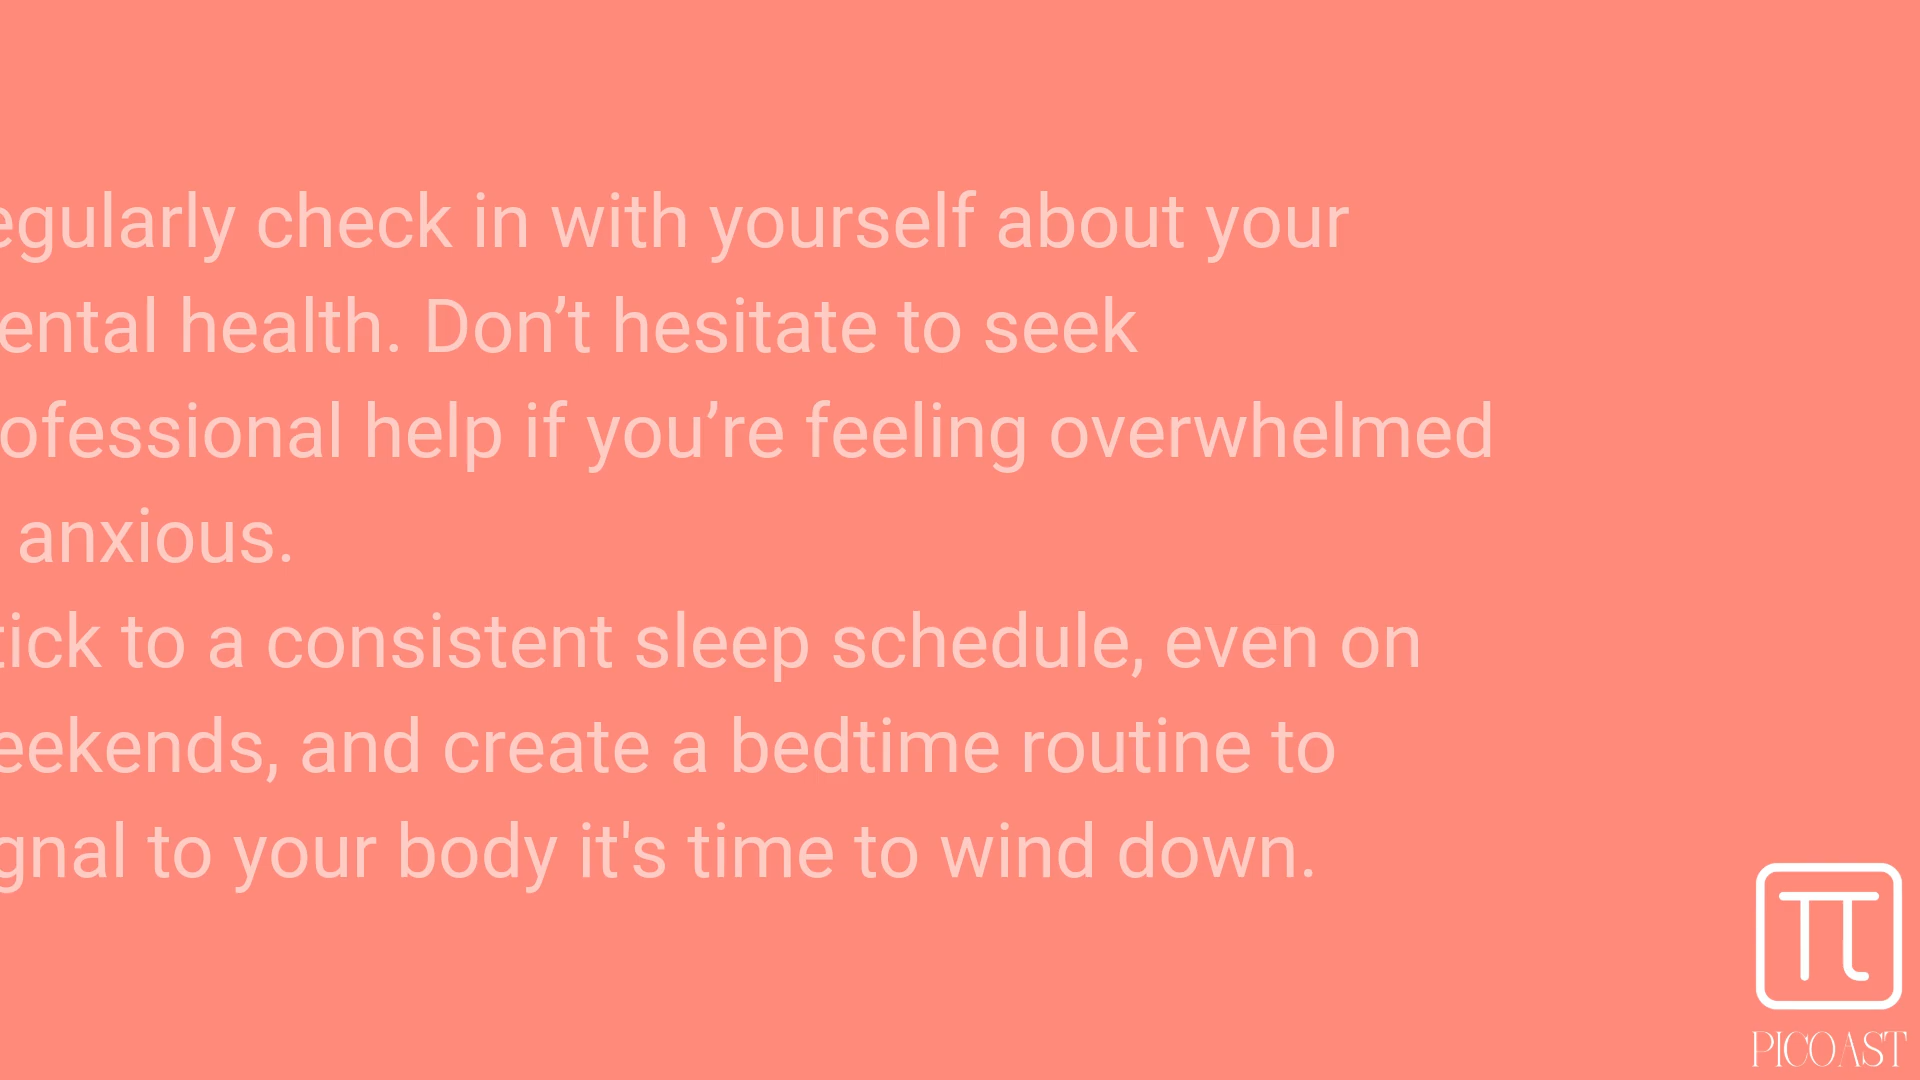 egularly check in with yourself about your
ental health. Don’t hesitate to seek
ofessional help if you’re feeling overwhelmed
anxious.
tick to a consistent sleep schedule, even on
eekends, and create a bedtime routine to
gnal to your body it's time to wind down.
PICOAST